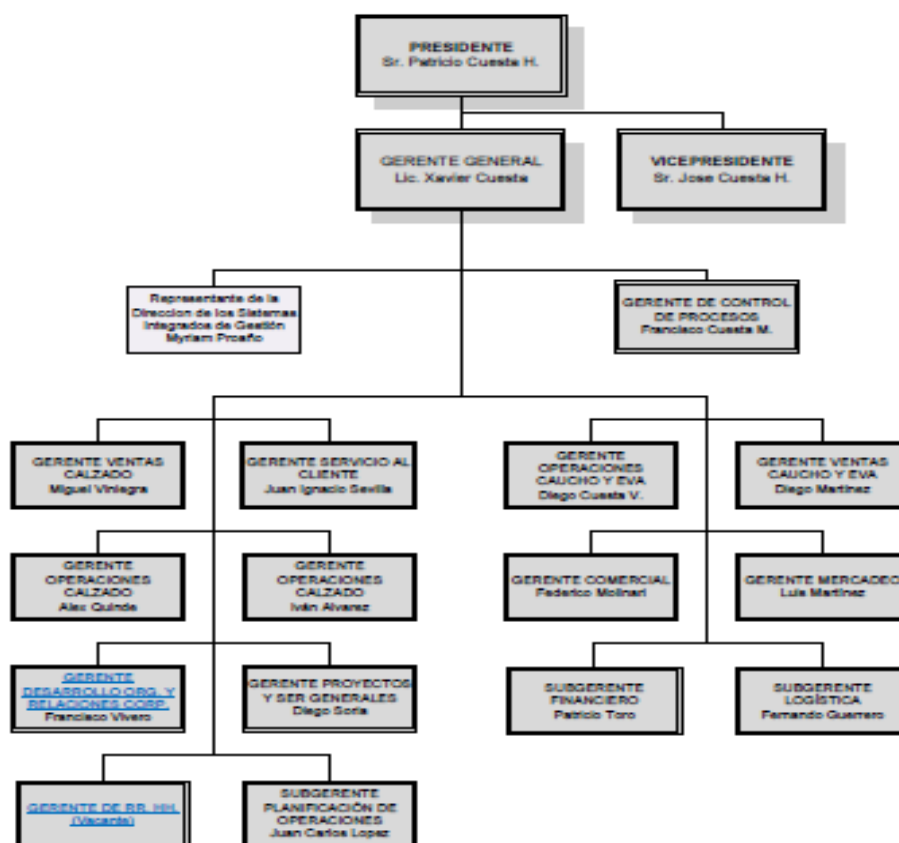 PRESIDENTE
Sr. Patricio Cuesta H.
GERENTE GENERAL
Lic. Xavier Cuesta
VICEPRESIDENTE
Sr. Jose Cuesta H.
Representante de la
Direccion de los Sistemas
Integrados de Gestión
Myriam Proaño
GERENTE DE CONTROL
DE PROCESOS
Francisco Cuesta M.
GERENTE VENTAS
CALZADO
Miguel Viniegra
GERENTE SERVICIO AL
CLIENTE
Juan Ignacio Sevilla
GERENTE
OPERACIONES
CAUCHO Y EVA
Diego Cuesta V.
GERENTE VENTAS
CAUCHO Y EVA
Diego Martínez
GERENTE
OPERACIONES
CALZADO
Alex Quinde
GERENTE
OPERACIONES
CALZADO
Iván Alvarez
GERENTE COMERCIAL
Federico Molinari
GERENTE MERCADEO
Luis Martínez
GERENTE
DESARROLLO ORG. Y
RELACIONES CORP.
Francisco Vivero
GERENTE PROYECTOS
Y SER GENERALES
Diego Soria
SUBGERENTE
FINANCIERO
Patricio Toro
SUBGERENTE
LOGÍSTICA
Fernando Guerrero
GERENTE DE RR. HH.
(Vacante)
SUBGERENTE
PLANIFICACIÓN DE
OPERACIONES
Juan Carlos Lopez